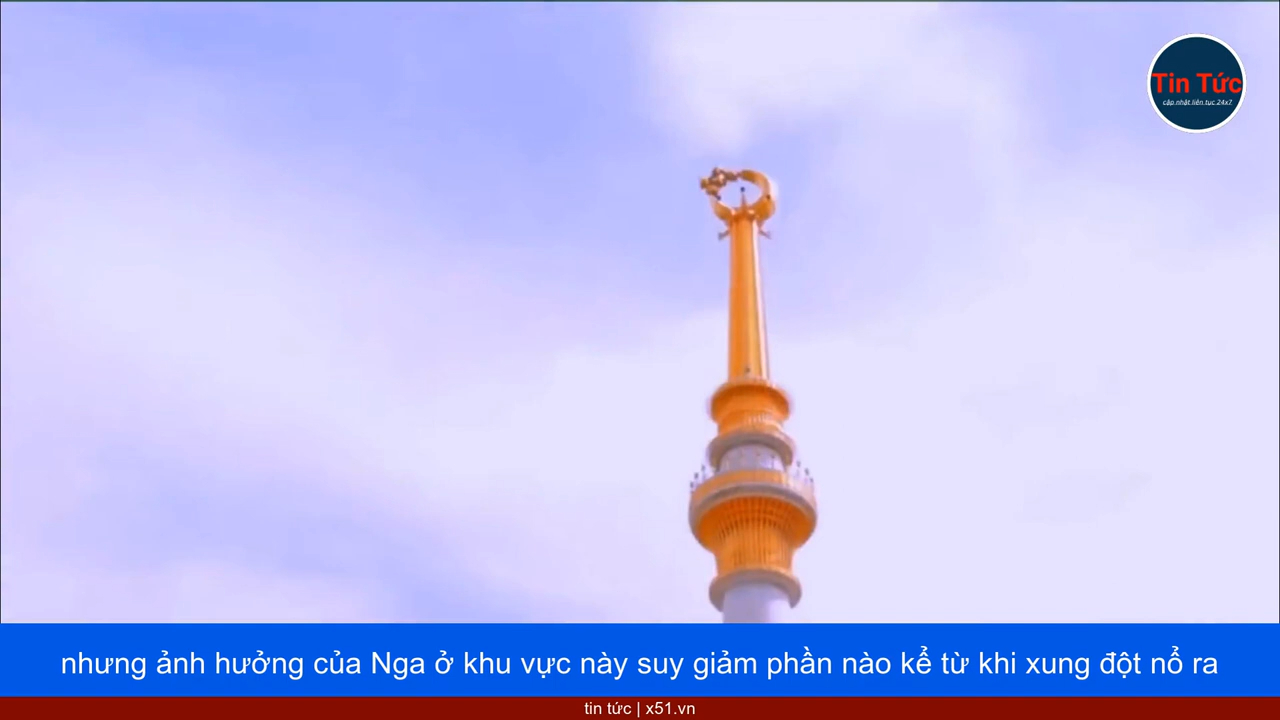 Tin Tức
cập nhật liên tục 24x7
nhưng ảnh hưởng của Nga ở khu vực này suy giảm phần nào kể từ khi xung đột nổ ra
tin tức | x51.vn